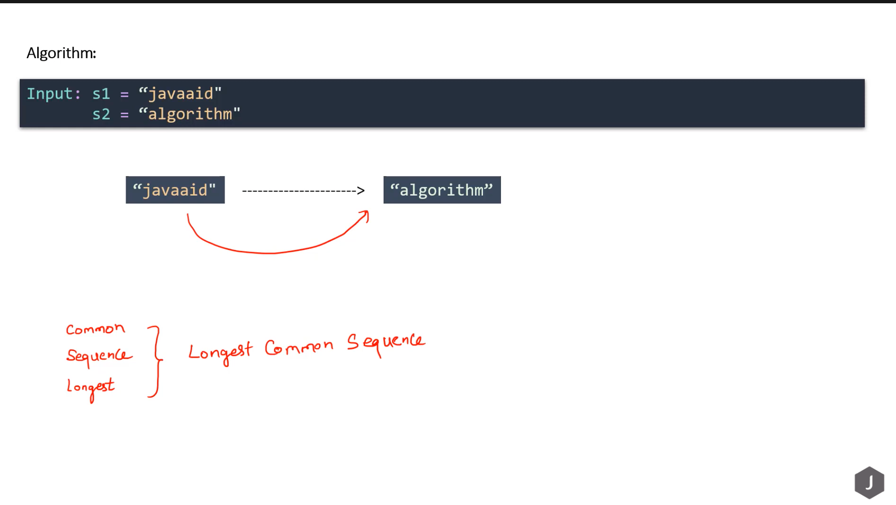 Algorithm:
Input: s1 = “javaaid"
s2 = “algorithm"
“javaaid" ----------------------> “algorithm”
Common
Sequence
Longest
Longest Common Sequence
J